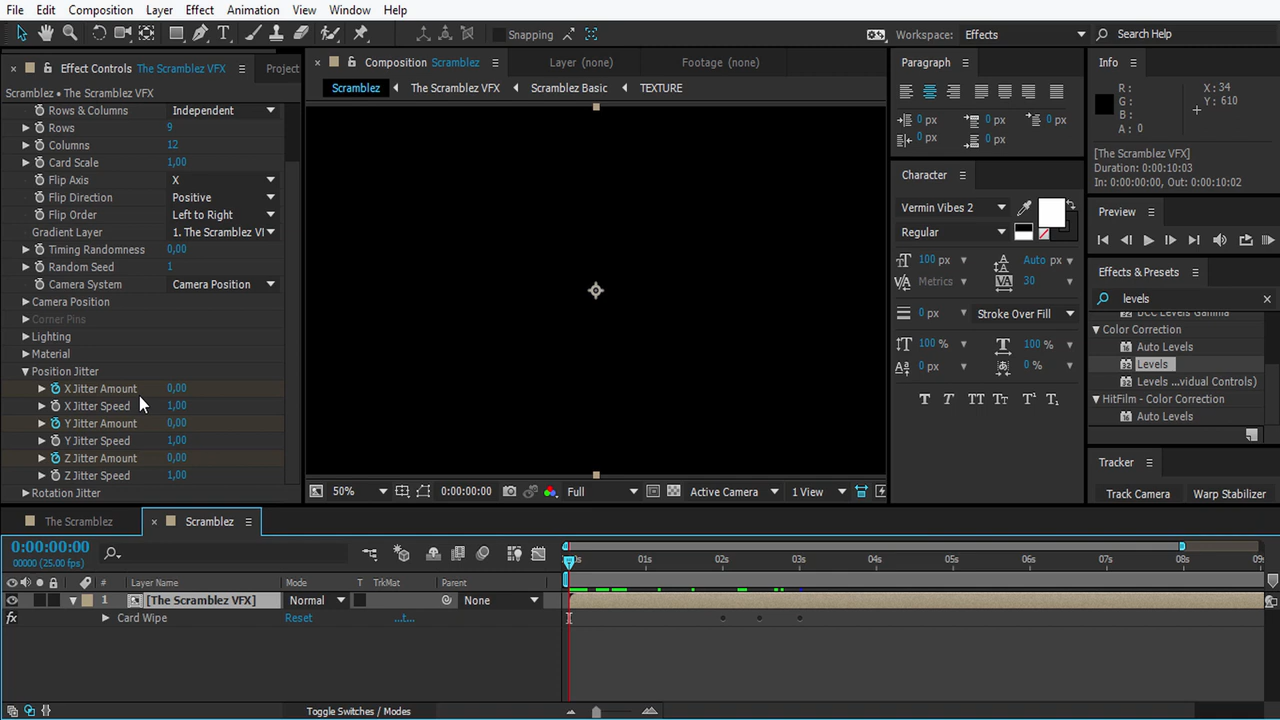 File Edit Composition Layer Effect Animation View Window Help
Snapping
Workspace: Effects
Search Help
Effect Controls The Scramblez VFX
Project
Scramblez • The Scramblez VFX
Rows & Columns Independent
Rows 9
Columns 12
Card Scale 1,00
Flip Axis X
Flip Direction Positive
Flip Order Left to Right
Gradient Layer 1. The Scramblez VI
Timing Randomness 0,00
Random Seed 1
Camera System Camera Position
Camera Position
Corner Pins
Lighting
Material
Position Jitter
X Jitter Amount 0,00
X Jitter Speed 1,00
Y Jitter Amount 0,00
Y Jitter Speed 1,00
Z Jitter Amount 0,00
Z Jitter Speed 1,00
Rotation Jitter
Composition Scramblez
Layer (none)
Footage (none)
Scramblez The Scramblez VFX Scramblez Basic TEXTURE
50% 0:00:00:00 Full Active Camera 1 View
Paragraph
0 px 0 px 0 px
0 px 0 px
Character
Vermin Vibes 2
Regular
100 px Auto px
Metrics 30
0 px Stroke Over Fill
100 % 100 %
0 px 0 %
T T TT Tt T¹ T₁
Info
R : X : 34
G : Y : 610
B :
A : 0
[The Scramblez VFX]
Duration: 0:00:10:03
In: 0:00:00:00, Out: 0:00:10:02
Preview
Effects & Presets
levels
Color Correction
Auto Levels
Levels
Levels ...vidual Controls)
HitFilm - Color Correction
Auto Levels
Tracker
Track Camera Warp Stabilizer
The Scramblez
Scramblez
0:00:00:00
00000 (25.00 fps)
01s 02s 03s 04s 05s 06s 07s 08s
# Layer Name Mode T TrkMat Parent
1 [The Scramblez VFX] Normal None
fx Card Wipe Reset ...t...
Toggle Switches / Modes